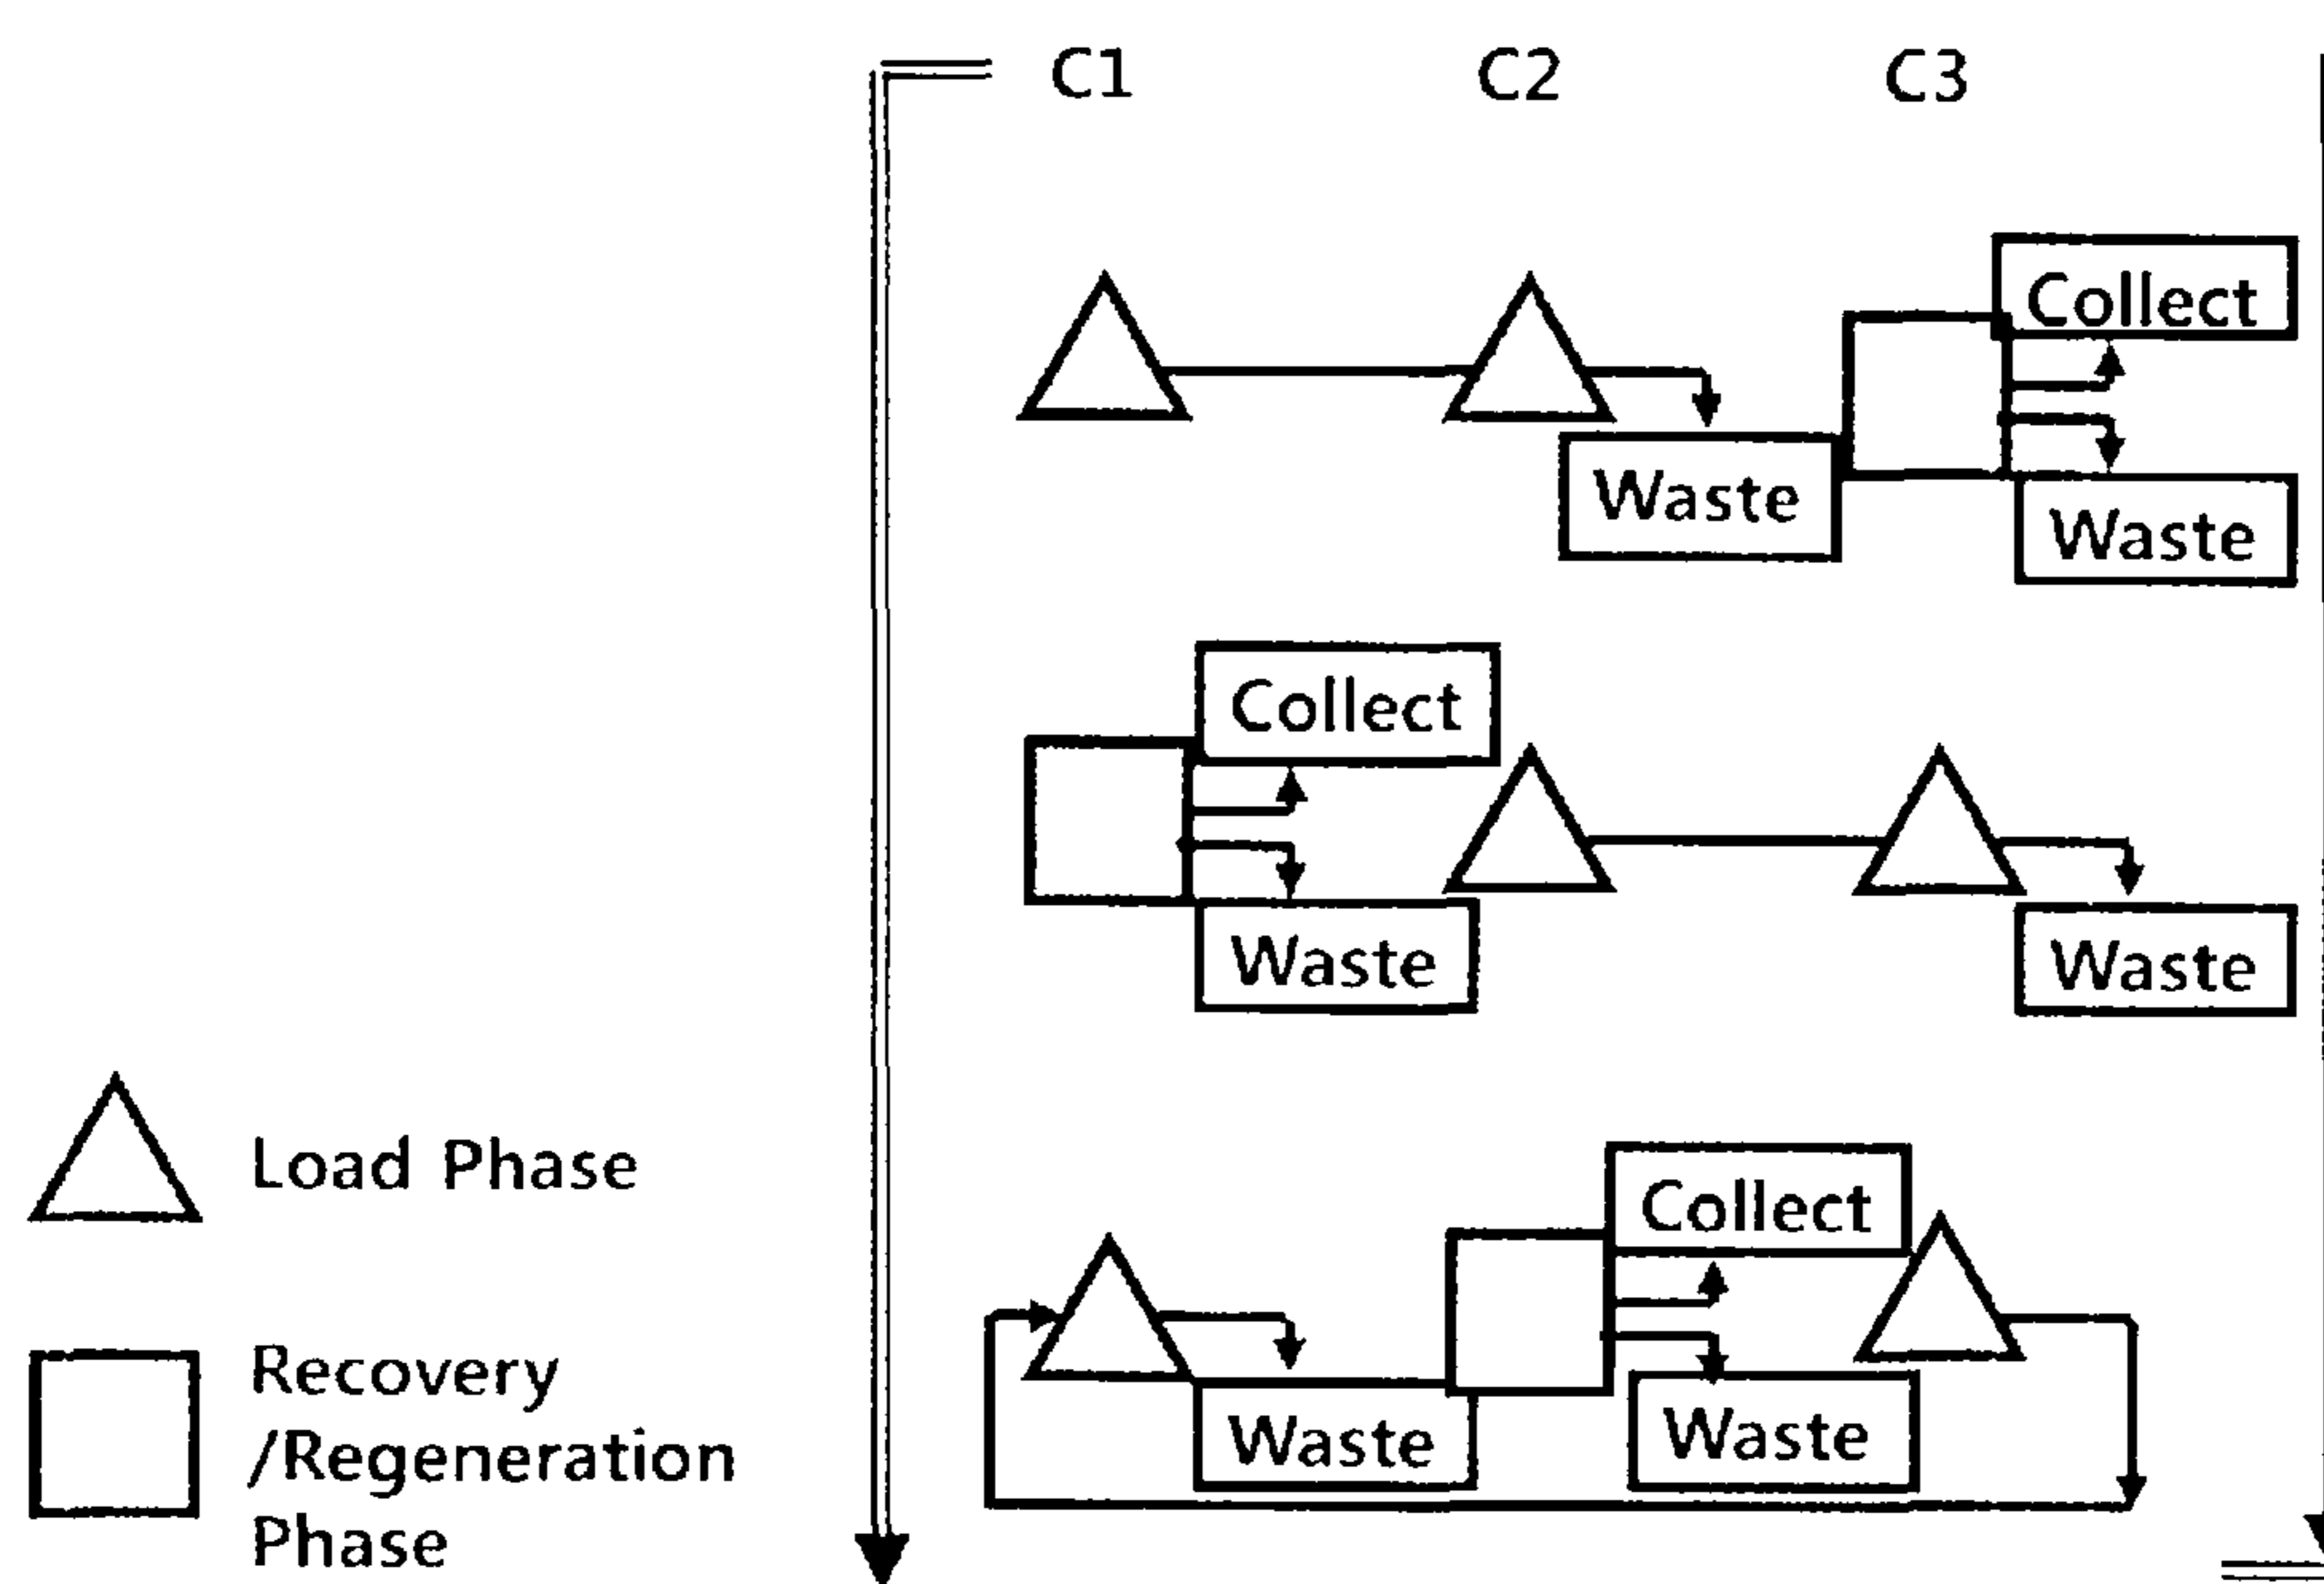 C1 C2 C3
Collect
Waste
Waste
Collect
Waste
Waste
Load Phase
Collect
Waste
Waste
Recovery
/Regeneration
Phase